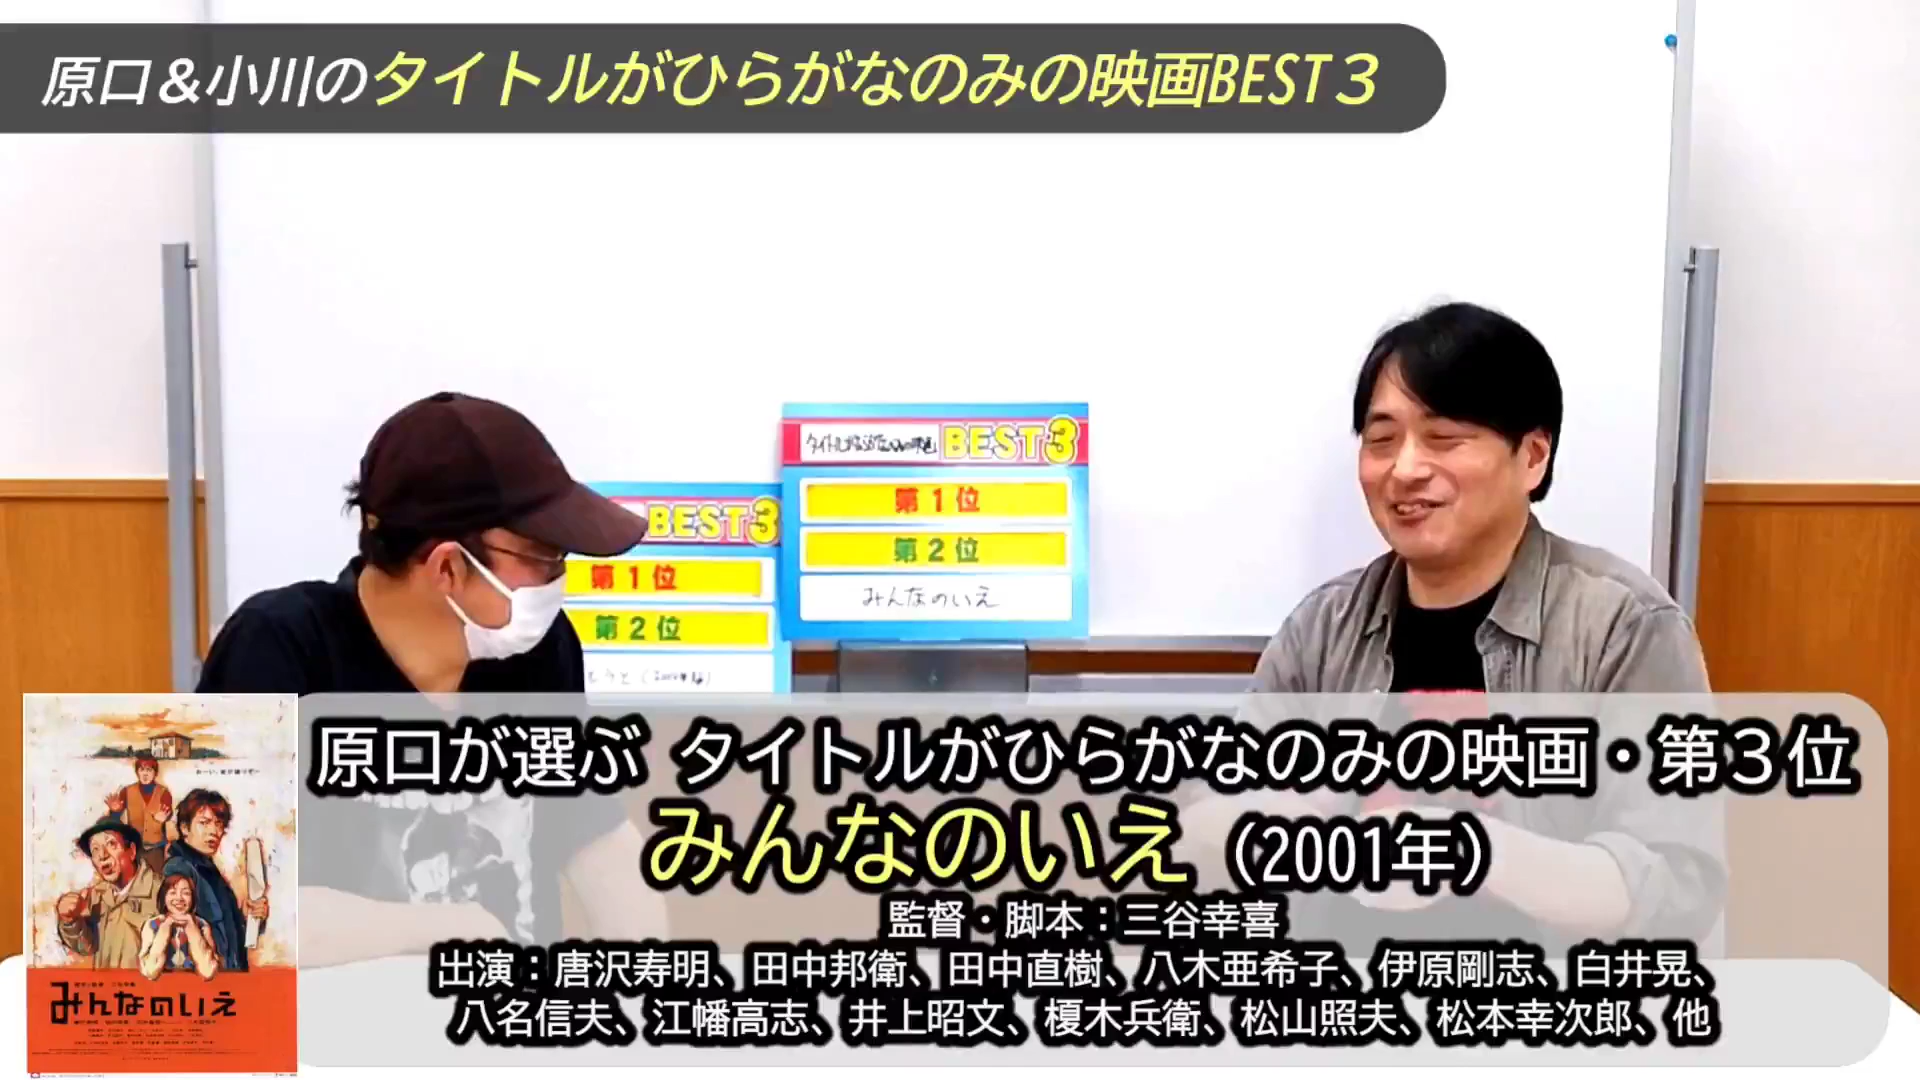 原口＆小川のタイトルがひらがなのみの映画BEST３
BEST3
第1位
第2位
みんなのいえ
BEST3
第1位
第2位
原口が選ぶ タイトルがひらがなのみの映画・第３位
みんなのいえ（2001年）
監督・脚本：三谷幸喜
出演：唐沢寿明、田中邦衛、田中直樹、八木亜希子、伊原剛志、白井晃、
八名信夫、江幡高志、井上昭文、榎木兵衛、松山照夫、松本幸次郎、他
みんなのいえ